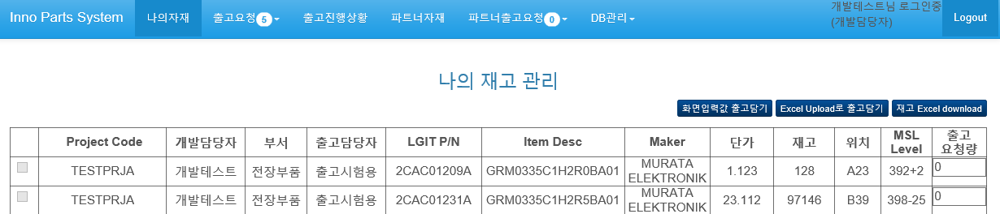 Inno Parts System 나의자재 출고요청 5 출고진행상황 파트너자재 파트너출고요청 0 DB관리 개발테스트님 로그인중 Logout
(개발담당자)
나의 재고 관리
화면입력값 출고담기 Excel Upload로 출고담기 재고 Excel download
Project Code 개발담당자 부서 출고담당자 LGIT P/N Item Desc Maker 단가 재고 위치 MSL Level 출고 요청량
TESTPRJA 개발테스트 전장부품 출고시험용 2CAC01209A GRM0335C1H2R0BA01 MURATA ELEKTRONIK 1.123 128 A23 392+2 0
TESTPRJA 개발테스트 전장부품 출고시험용 2CAC01231A GRM0335C1H2R5BA01 MURATA ELEKTRONIK 23.112 97146 B39 398-25 0